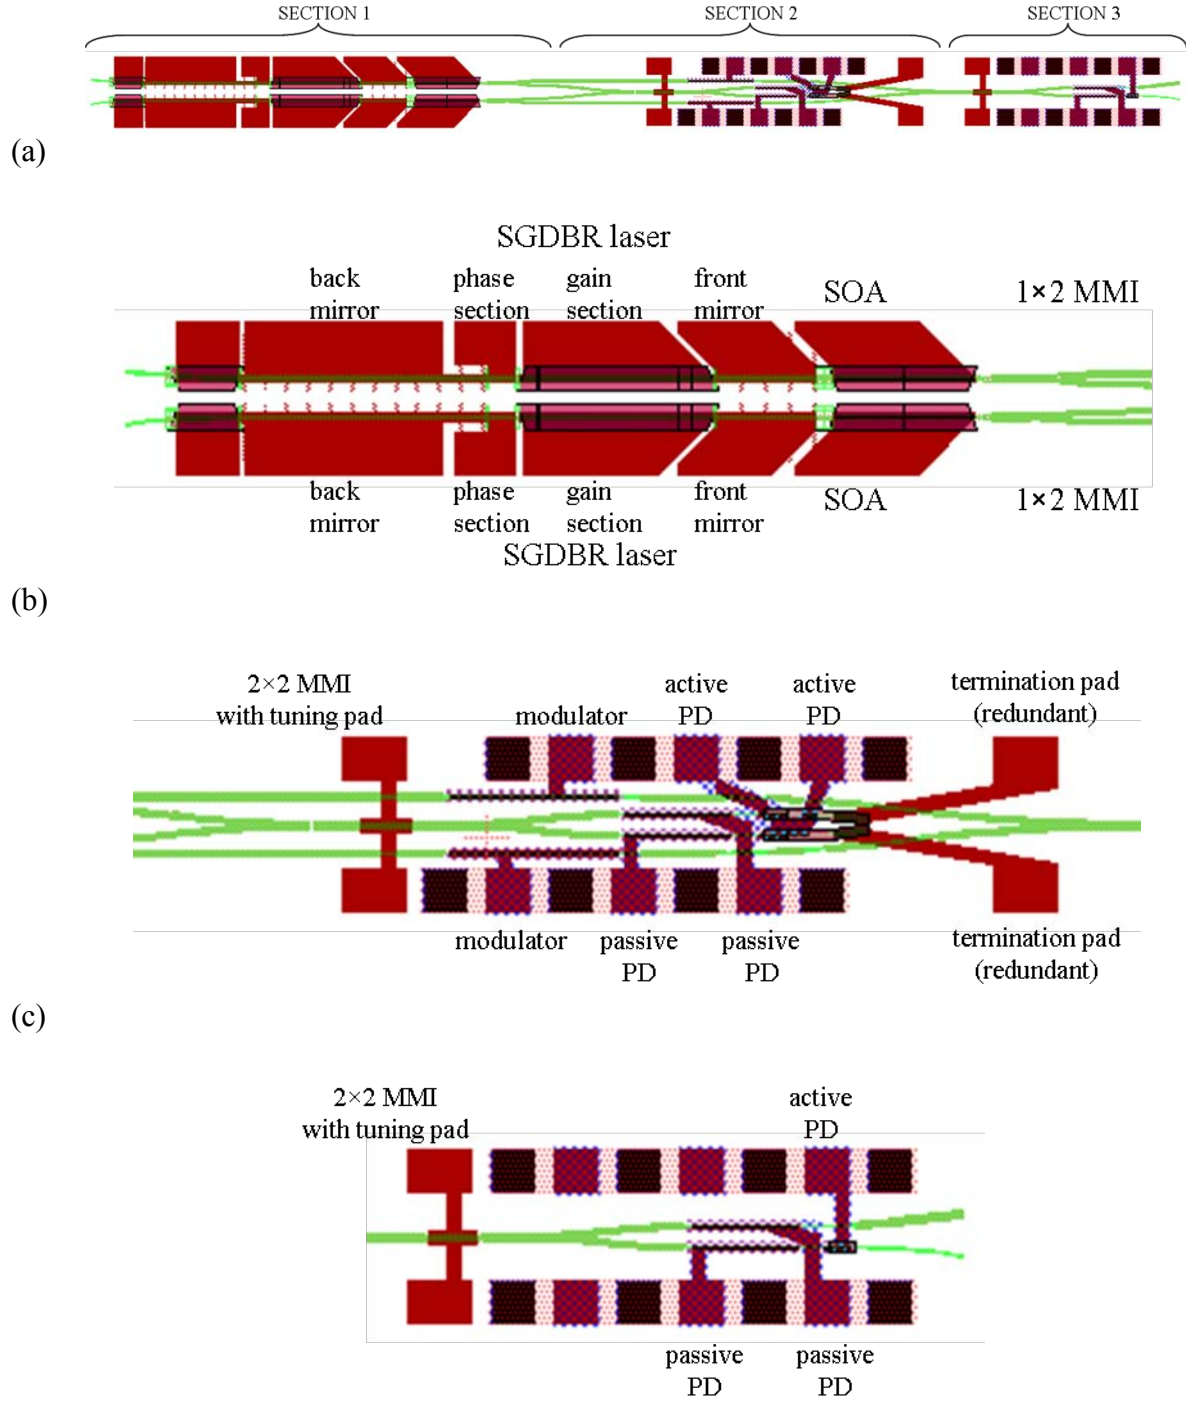 SECTION 1 SECTION 2 SECTION 3
(a)
SGDBR laser
back phase gain front SOA 1×2 MMI
mirror section section mirror
back phase gain front SOA 1×2 MMI
mirror section section mirror
SGDBR laser
(b)
2×2 MMI active active termination pad
with tuning pad modulator PD PD (redundant)
modulator passive passive termination pad
PD PD (redundant)
(c)
2×2 MMI active
with tuning pad PD
passive passive
PD PD